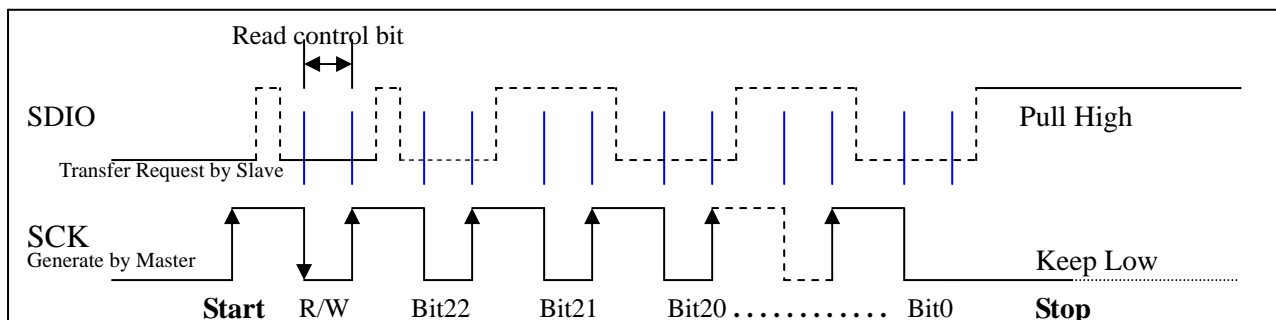 Read control bit
SDIO
Pull High
Transfer Request by Slave
SCK
Generate by Master
Keep Low
Start R/W Bit22 Bit21 Bit20 . . . . . . . . . . . . Bit0 Stop